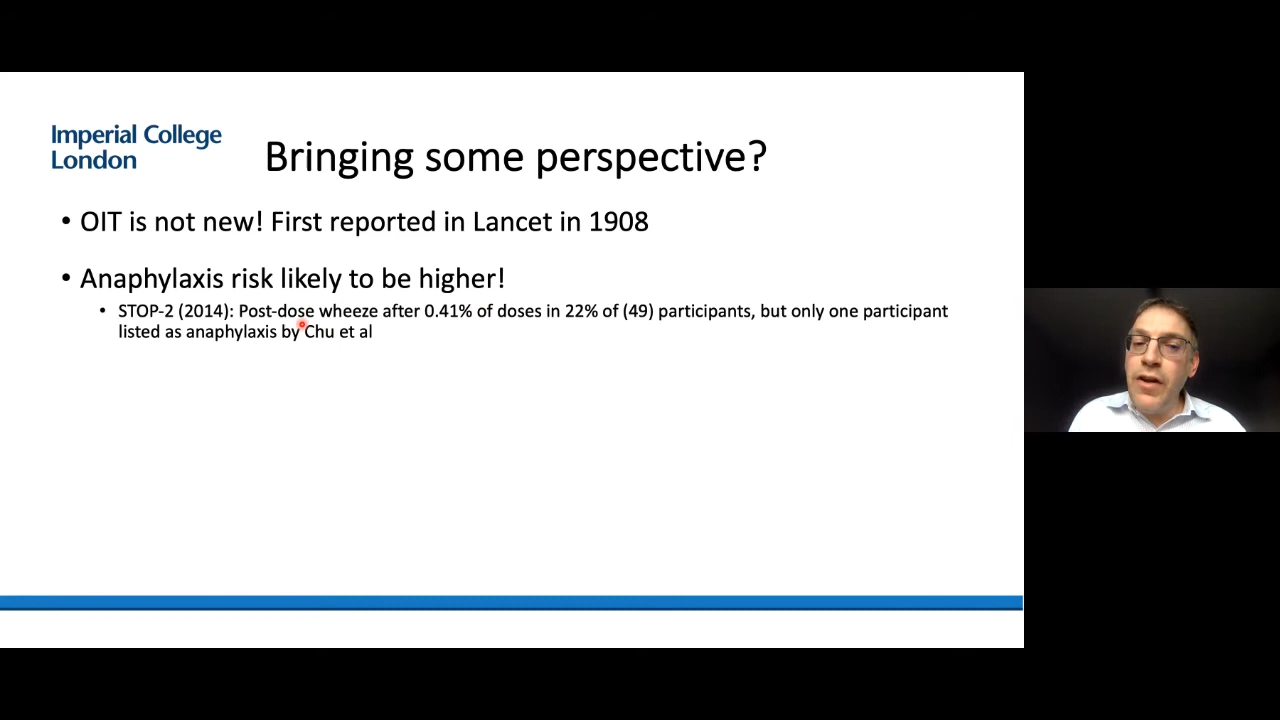 Imperial College
London
Bringing some perspective?
• OIT is not new! First reported in Lancet in 1908
• Anaphylaxis risk likely to be higher!
• STOP-2 (2014): Post-dose wheeze after 0.41% of doses in 22% of (49) participants, but only one participant
listed as anaphylaxis by Chu et al